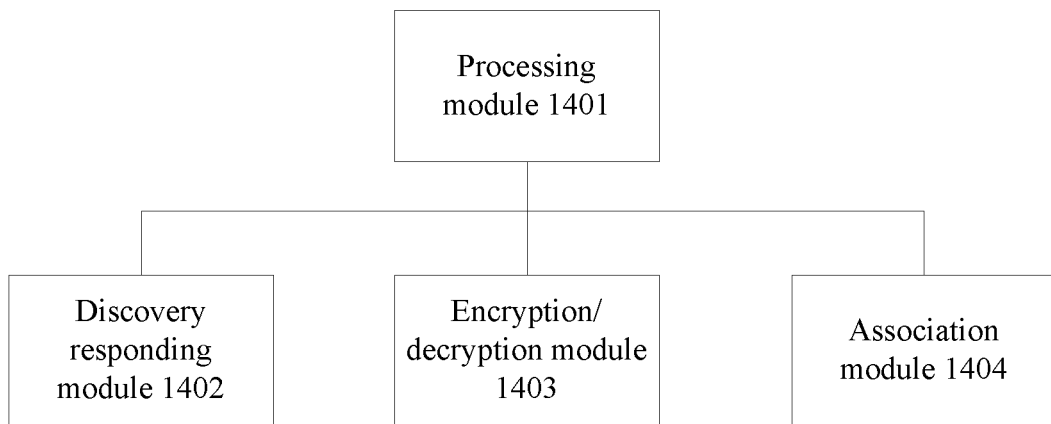 Processing
module 1401
Discovery
responding
module 1402
Encryption/
decryption module
1403
Association
module 1404